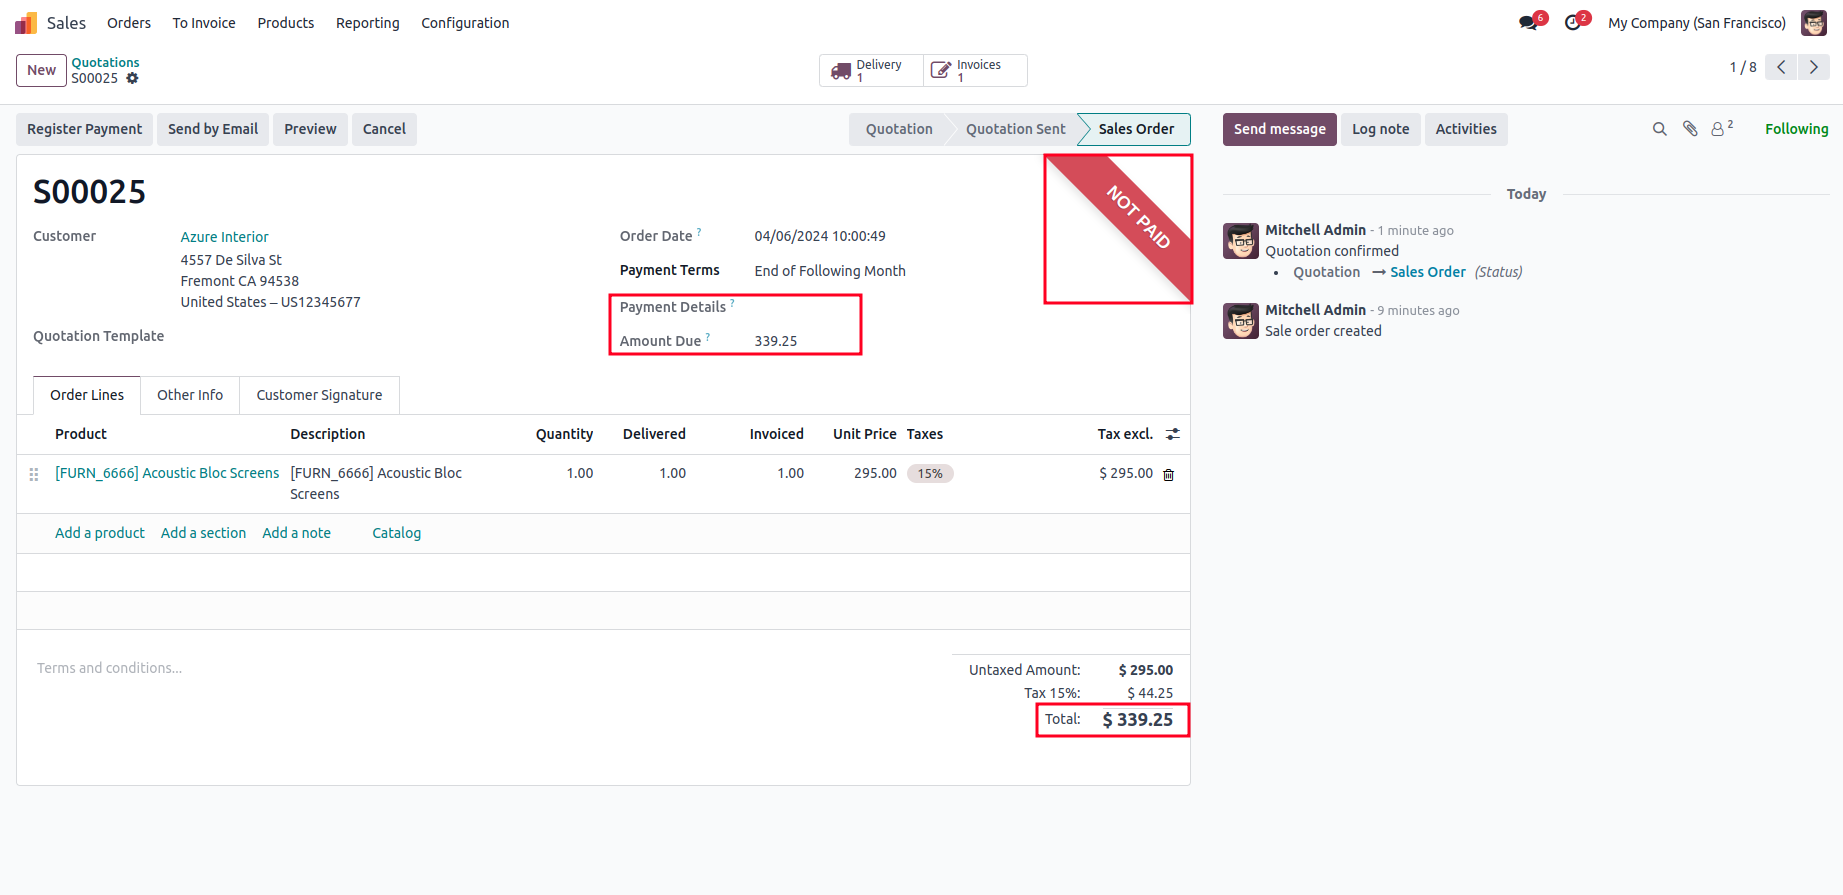 Sales Orders To Invoice Products Reporting Configuration 6 2 My Company (San Francisco)
New Quotations
S00025
Delivery 1 Invoices 1
1 / 8
Register Payment Send by Email Preview Cancel Quotation Quotation Sent Sales Order Send message Log note Activities 2 Following
NOT PAID
S00025
Customer Azure Interior
4557 De Silva St
Fremont CA 94538
United States – US12345677
Quotation Template
Order Date ? 04/06/2024 10:00:49
Payment Terms End of Following Month
Payment Details ?
Amount Due ? 339.25
Order Lines Other Info Customer Signature
Product Description Quantity Delivered Invoiced Unit Price Taxes Tax excl.
[FURN_6666] Acoustic Bloc Screens [FURN_6666] Acoustic Bloc 1.00 1.00 1.00 295.00 15% $ 295.00
Screens
Add a product Add a section Add a note Catalog
Terms and conditions...
Untaxed Amount: $ 295.00
Tax 15%: $ 44.25
Total: $ 339.25
Today
Mitchell Admin - 1 minute ago
Quotation confirmed
• Quotation → Sales Order (Status)
Mitchell Admin - 9 minutes ago
Sale order created